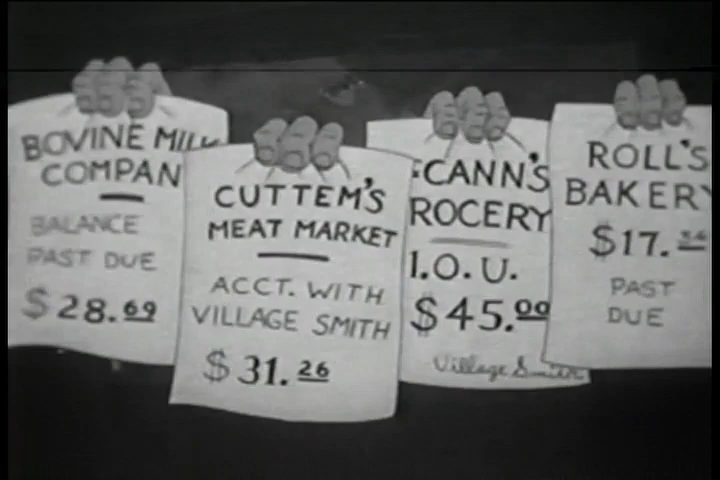 BOVINE MILK
COMPAN
BALANCE
PAST DUE
$28.69
CUTTEM'S
MEAT MARKET
ACCT. WITH
VILLAGE SMITH
$31.26
CANN'S
ROCERY
I.O.U.
$45.00
Village Smith
ROLL'S
BAKERY
$17.
PAST
DUE